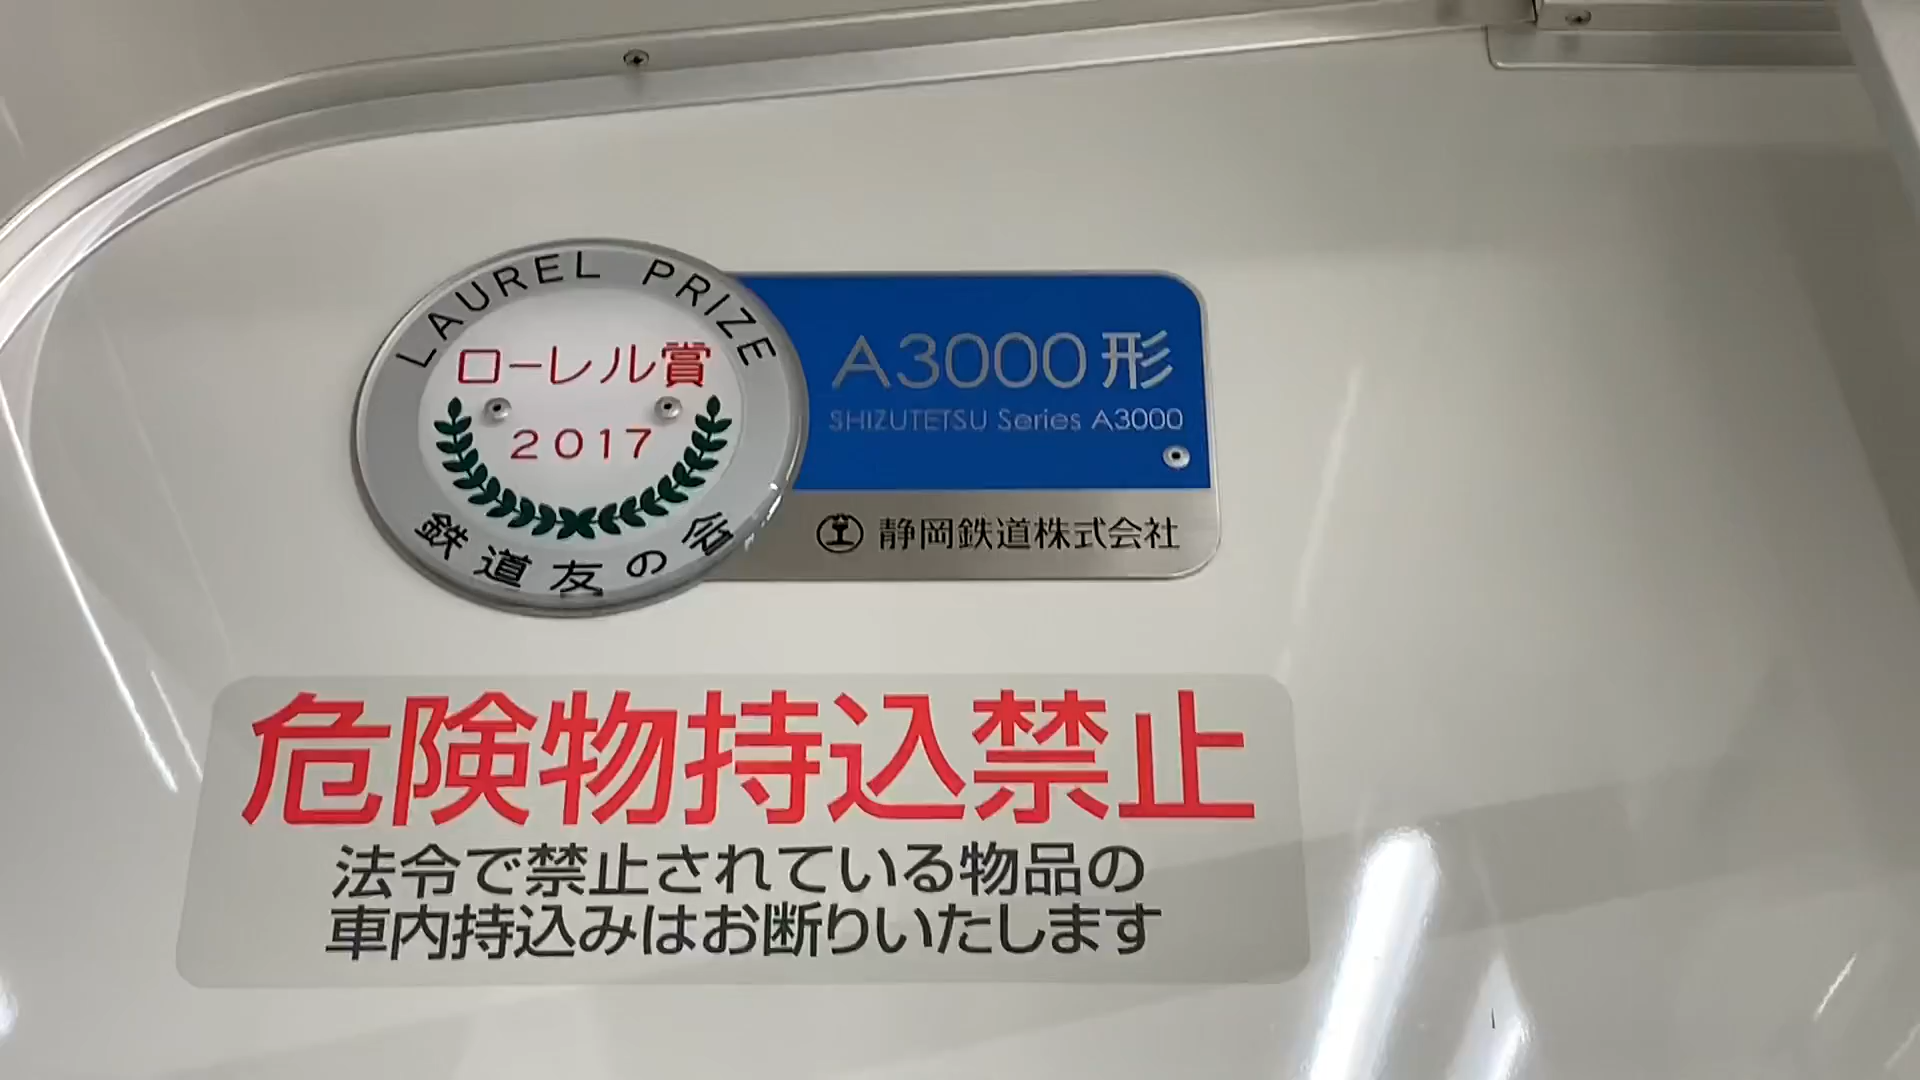 LAUREL PRIZE
ローレル賞
2017
鉄道友の会
A3000形
SHIZUTETSU Series A3000
静岡鉄道株式会社
危険物持込禁止
法令で禁止されている物品の
車内持込みはお断りいたします